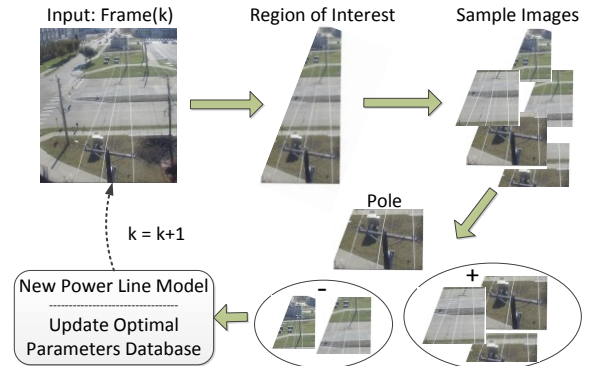 Input: Frame(k)
Region of Interest
Sample Images
Pole
k = k+1
New Power Line Model
Update Optimal
Parameters Database
-
+